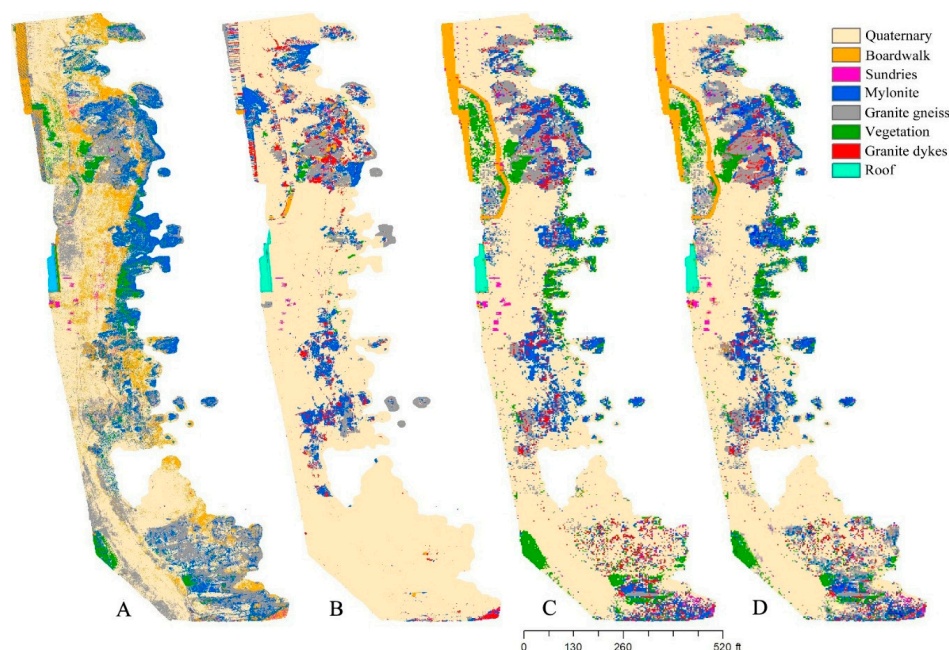 Quaternary
Boardwalk
Sundries
Mylonite
Granite gneiss
Vegetation
Granite dykes
Roof
A B C D
0 130 260 520 ft